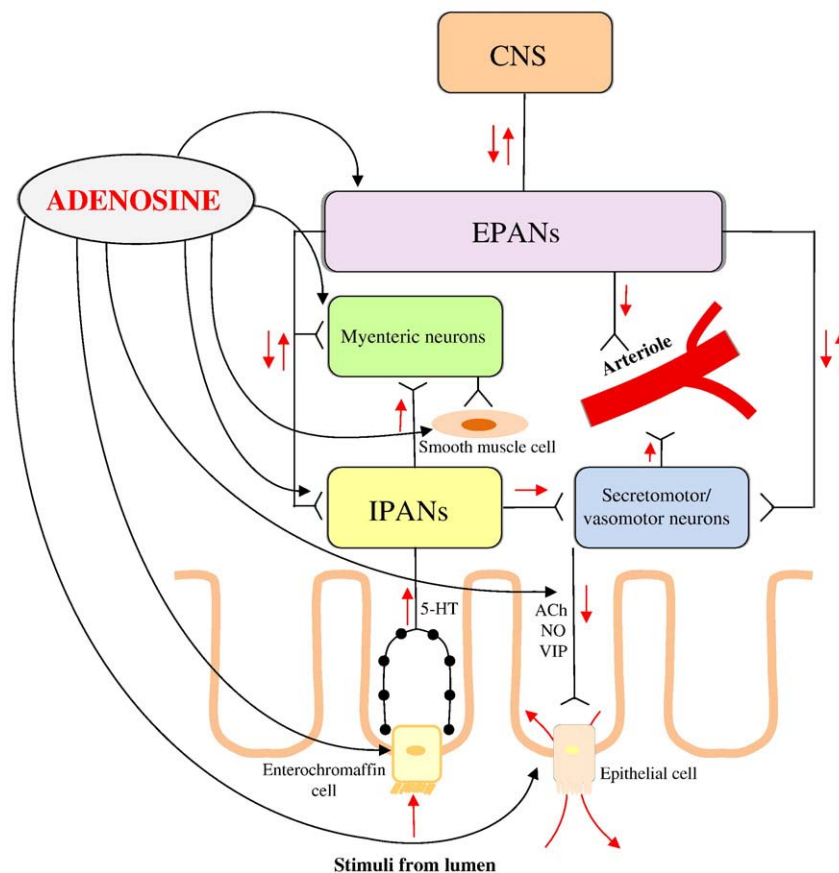 CNS
ADENOSINE
EPANs
Myenteric neurons
Arteriole
Smooth muscle cell
IPANs
Secretomotor/
vasomotor neurons
5-HT
ACh
NO
VIP
Enterochromaffin
cell
Epithelial cell
Stimuli from lumen